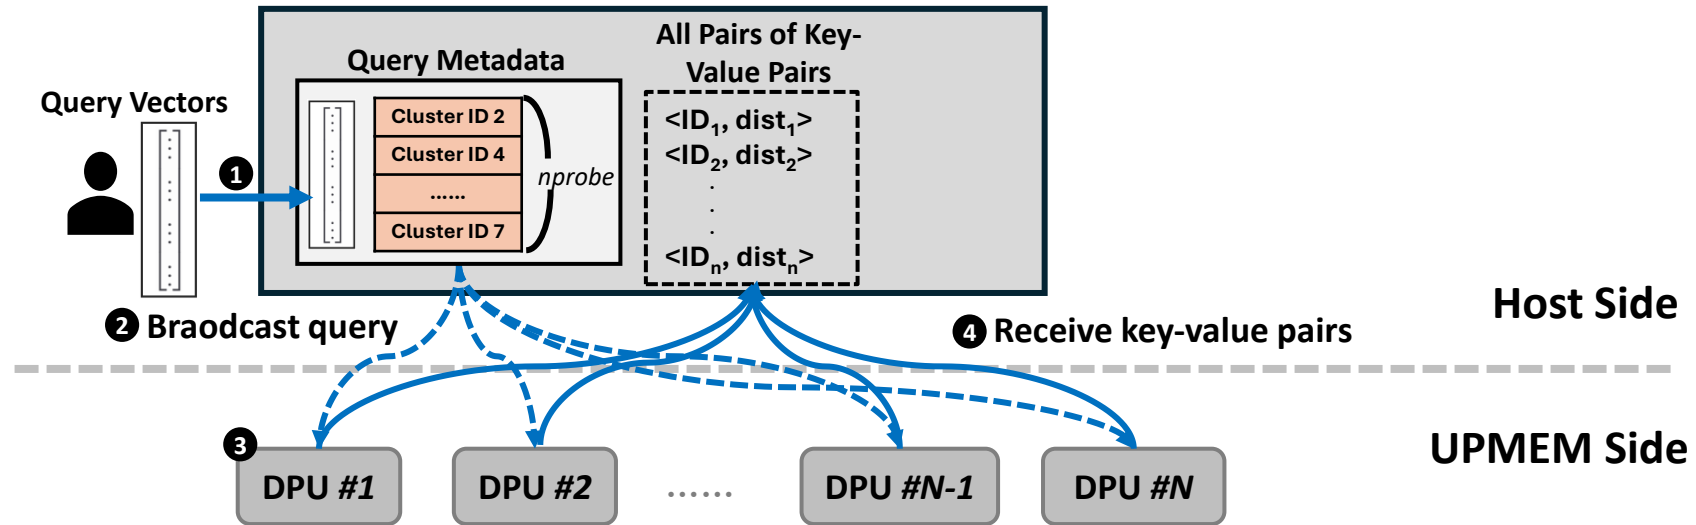 Query Vectors
1
Query Metadata
Cluster ID 2
Cluster ID 4
......
Cluster ID 7
nprobe
All Pairs of Key-
Value Pairs
<ID1, dist1>
<ID2, dist2>
.
.
.
<IDn, distn>
2 Braodcast query
4 Receive key-value pairs
Host Side
UPMEM Side
3
DPU #1
DPU #2
......
DPU #N-1
DPU #N